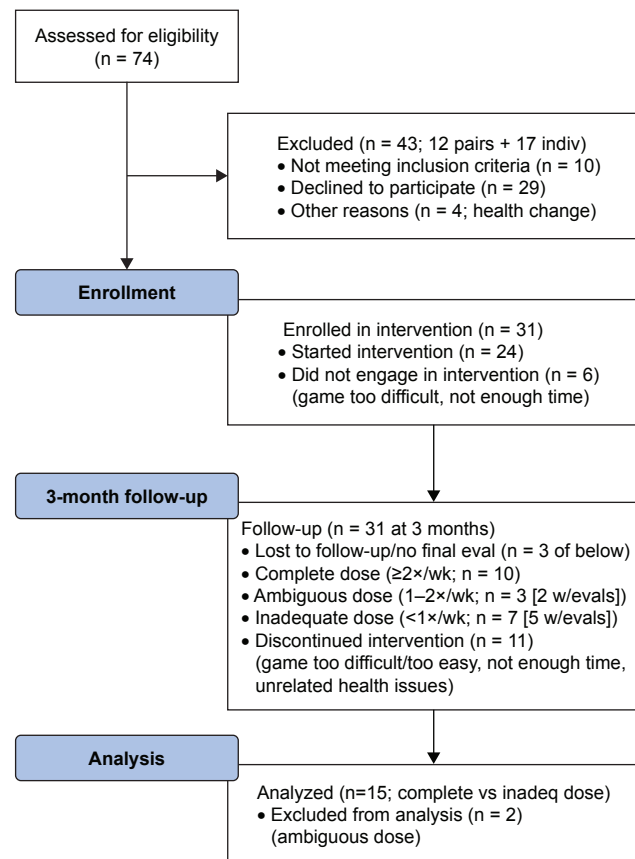 Assessed for eligibility
(n = 74)
Excluded (n = 43; 12 pairs + 17 indiv)
• Not meeting inclusion criteria (n = 10)
• Declined to participate (n = 29)
• Other reasons (n = 4; health change)
Enrollment
Enrolled in intervention (n = 31)
• Started intervention (n = 24)
• Did not engage in intervention (n = 6)
(game too difficult, not enough time)
3-month follow-up
Follow-up (n = 31 at 3 months)
• Lost to follow-up/no final eval (n = 3 of below)
• Complete dose (≥2×/wk; n = 10)
• Ambiguous dose (1–2×/wk; n = 3 [2 w/evals])
• Inadequate dose (<1×/wk; n = 7 [5 w/evals])
• Discontinued intervention (n = 11)
(game too difficult/too easy, not enough time,
unrelated health issues)
Analysis
Analyzed (n=15; complete vs inadeq dose)
• Excluded from analysis (n = 2)
(ambiguous dose)